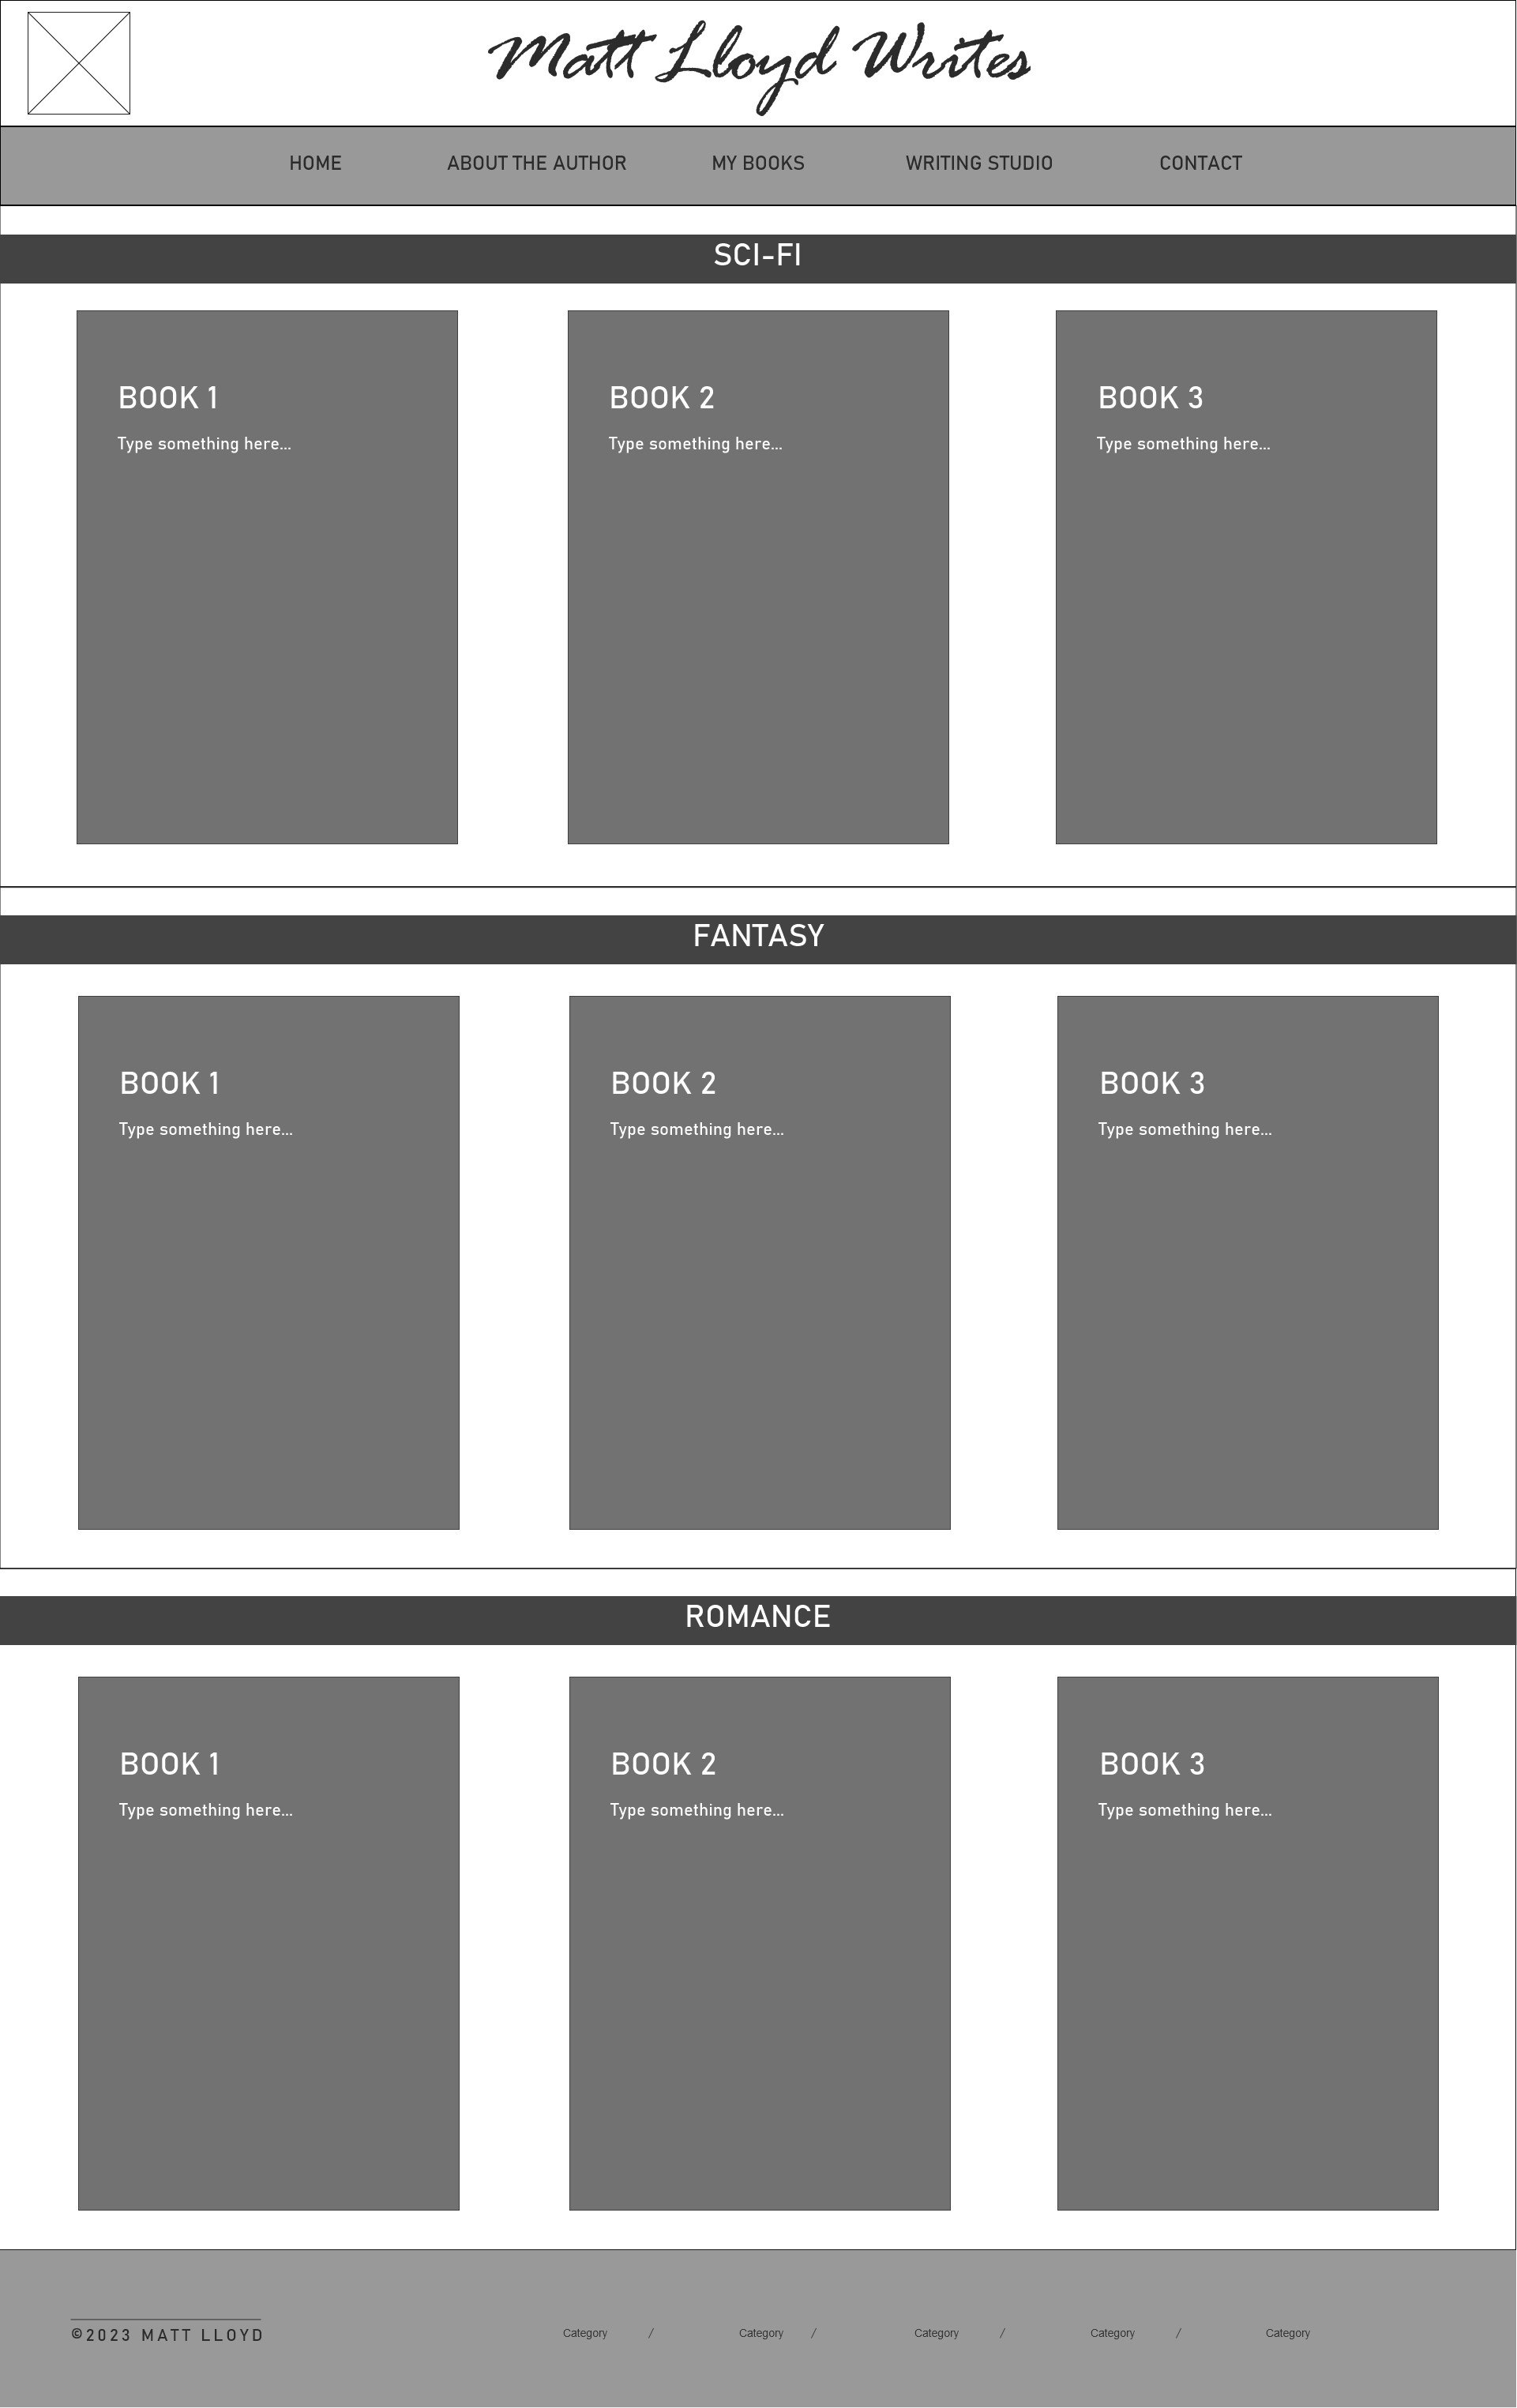 Matt Lloyd Writes
HOME ABOUT THE AUTHOR MY BOOKS WRITING STUDIO CONTACT
SCI-FI
BOOK 1 BOOK 2 BOOK 3
Type something here... Type something here... Type something here...
FANTASY
BOOK 1 BOOK 2 BOOK 3
Type something here... Type something here... Type something here...
ROMANCE
BOOK 1 BOOK 2 BOOK 3
Type something here... Type something here... Type something here...
©2023 MATT LLOYD Category / Category / Category / Category / Category